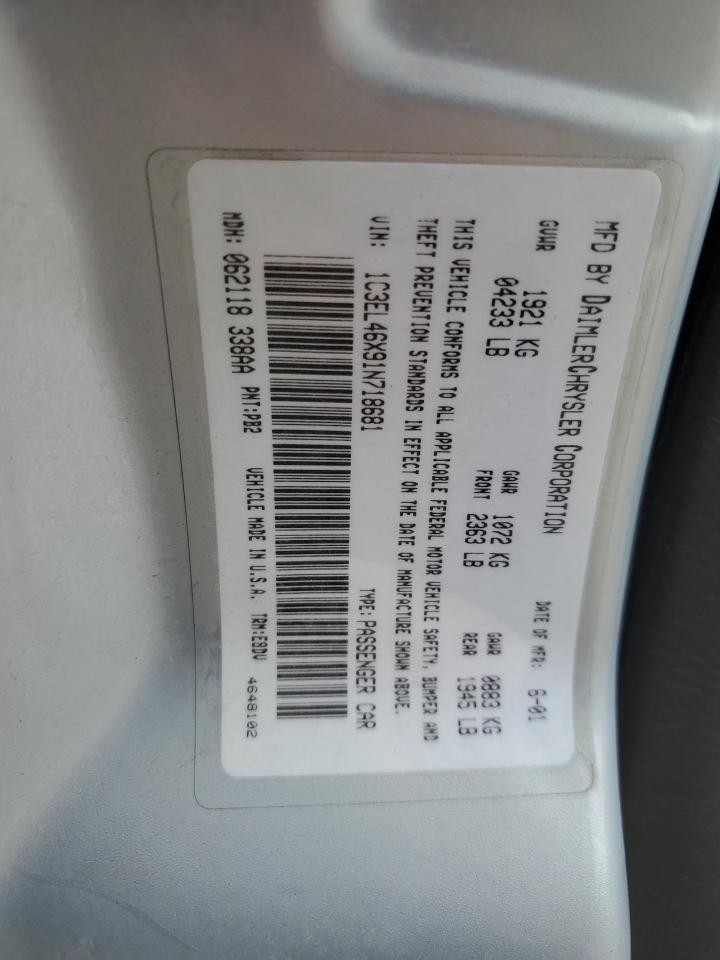 MFD BY DAIMLERCHRYSLER CORPORATION DATE OF MFR: 6-01
GVWR 1921 KG GAWR 1072 KG GAWR 0883 KG
04233 LB FRONT 2363 LB REAR 1945 LB
THIS VEHICLE CONFORMS TO ALL APPLICABLE FEDERAL MOTOR VEHICLE SAFETY, BUMPER AND
THEFT PREVENTION STANDARDS IN EFFECT ON THE DATE OF MANUFACTURE SHOWN ABOVE.
VIN: 1C3EL46X91N718681 TYPE: PASSENGER CAR
MDH: 062118 338AA PNT:PB2 VEHICLE MADE IN U.S.A. TRM:E8DV 4648102